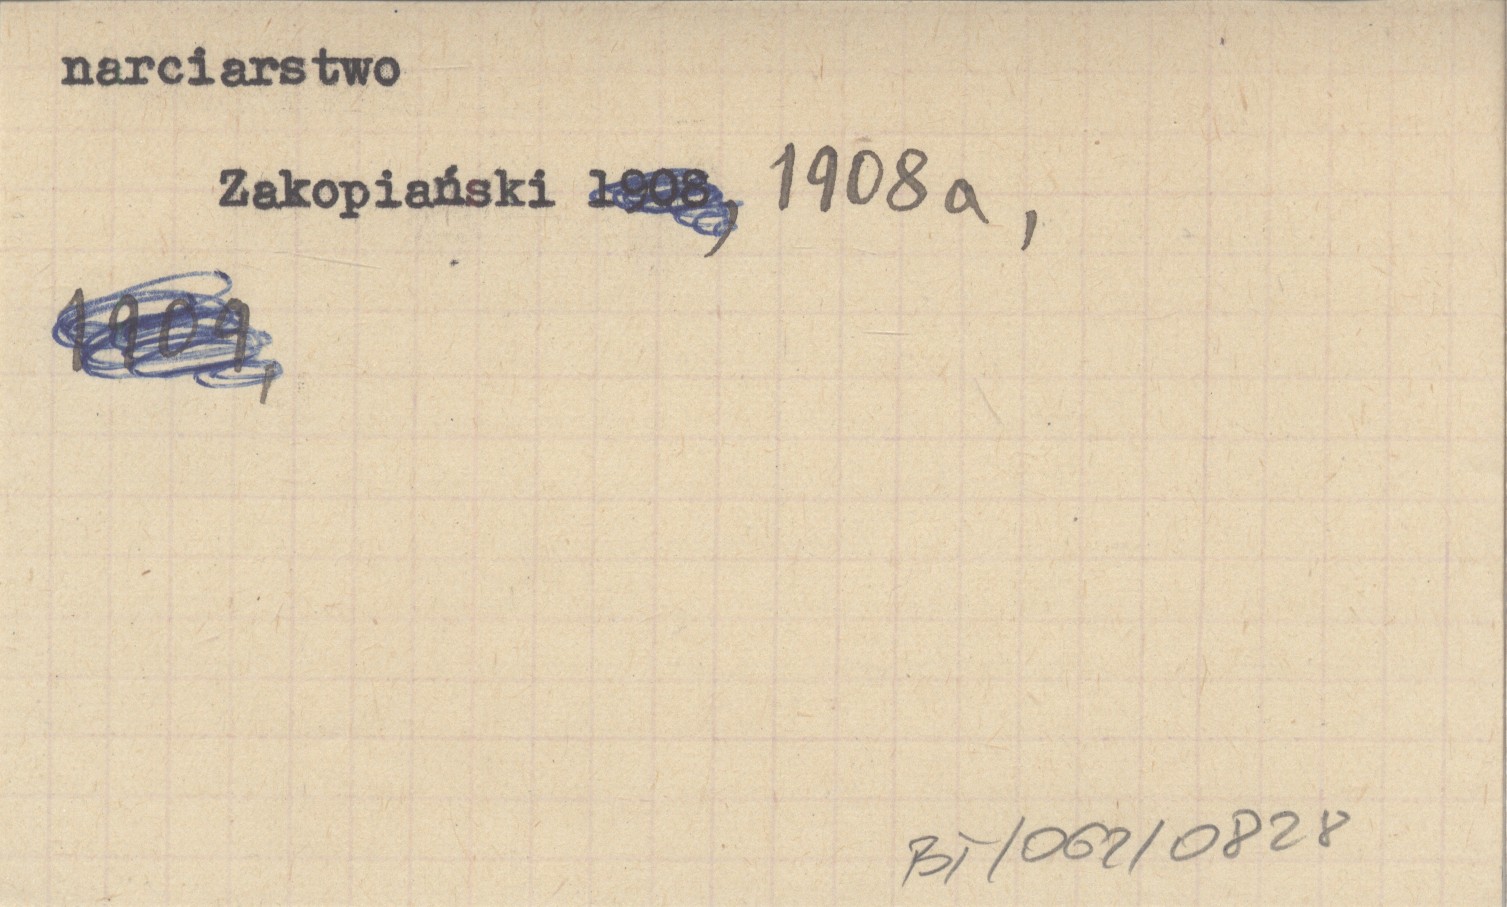 narciarstwo
Zakopiański 1908, 1908a,
1909,
BI/062/0828